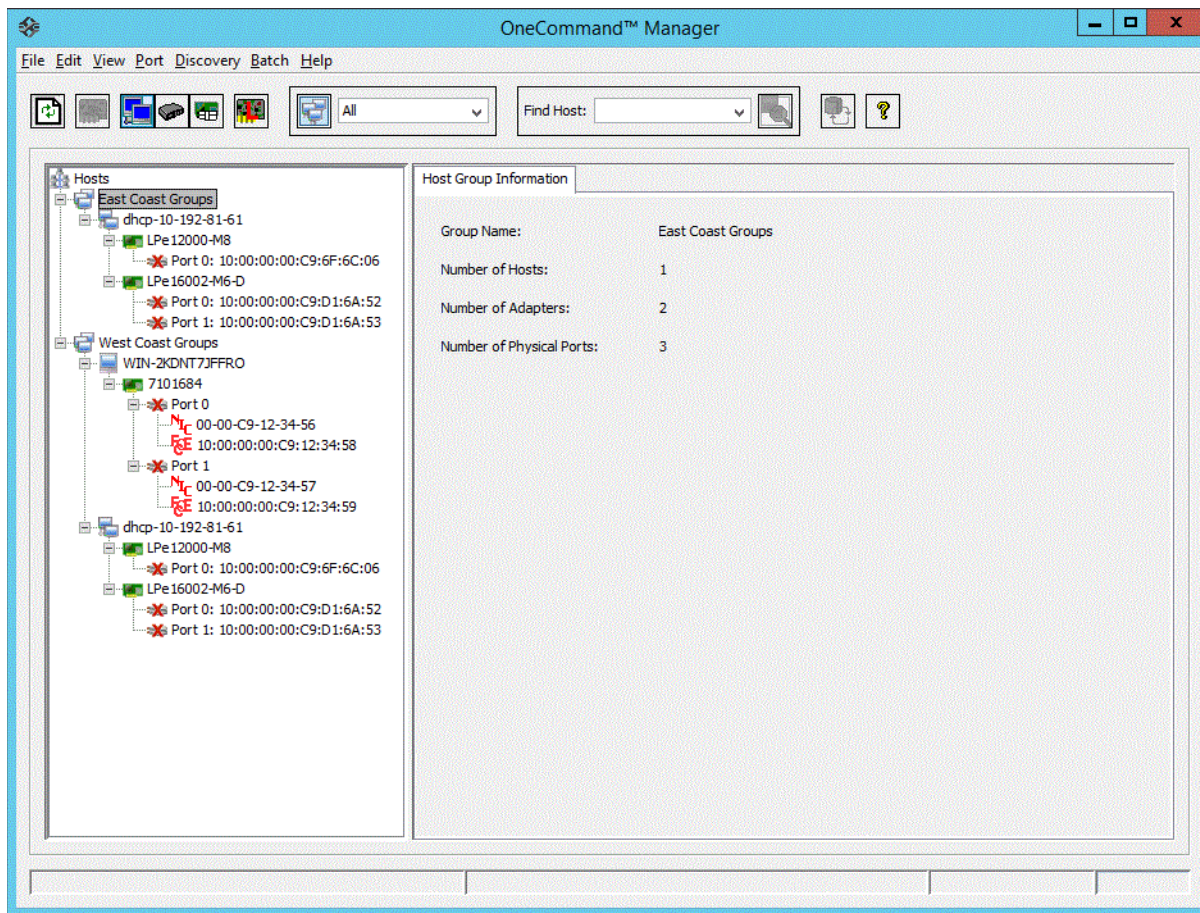 OneCommand™ Manager
File Edit View Port Discovery Batch Help
All
Find Host:
Hosts
East Coast Groups
dhcp-10-192-81-61
LPe12000-M8
Port 0: 10:00:00:00:C9:6F:6C:06
LPe16002-M6-D
Port 0: 10:00:00:00:C9:D1:6A:52
Port 1: 10:00:00:00:C9:D1:6A:53
West Coast Groups
WIN-2KDNT7JFFRO
7101684
Port 0
NIC 00-00-C9-12-34-56
FCoE 10:00:00:00:C9:12:34:58
Port 1
NIC 00-00-C9-12-34-57
FCoE 10:00:00:00:C9:12:34:59
dhcp-10-192-81-61
LPe12000-M8
Port 0: 10:00:00:00:C9:6F:6C:06
LPe16002-M6-D
Port 0: 10:00:00:00:C9:D1:6A:52
Port 1: 10:00:00:00:C9:D1:6A:53
Host Group Information
Group Name: East Coast Groups
Number of Hosts: 1
Number of Adapters: 2
Number of Physical Ports: 3